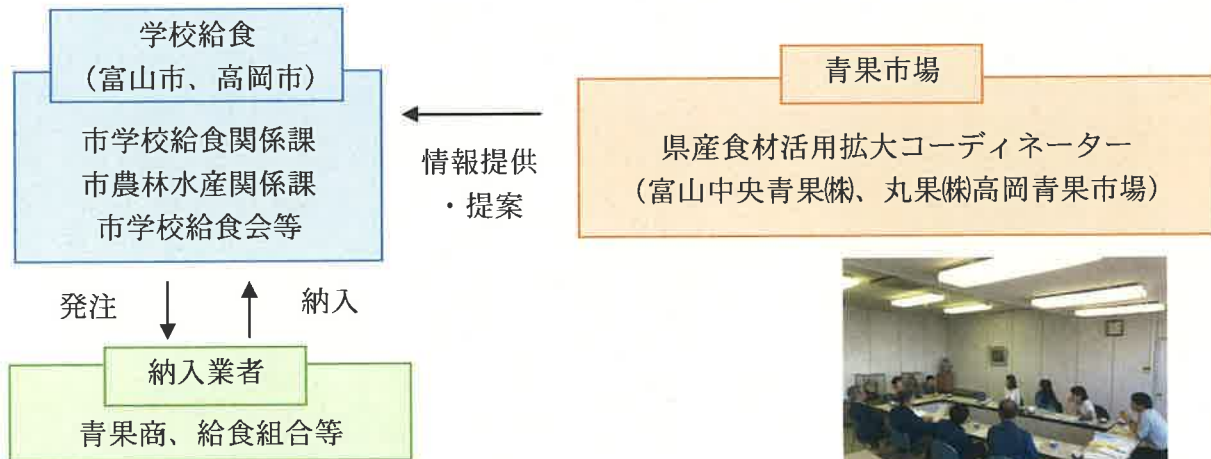 学校給食
（富山市、高岡市）
市学校給食関係課
市農林水産関係課
市学校給食会等
情報提供
・提案
青果市場
県産食材活用拡大コーディネーター
（富山中央青果㈱、丸果㈱高岡青果市場）
発注
納入
納入業者
青果商、給食組合等